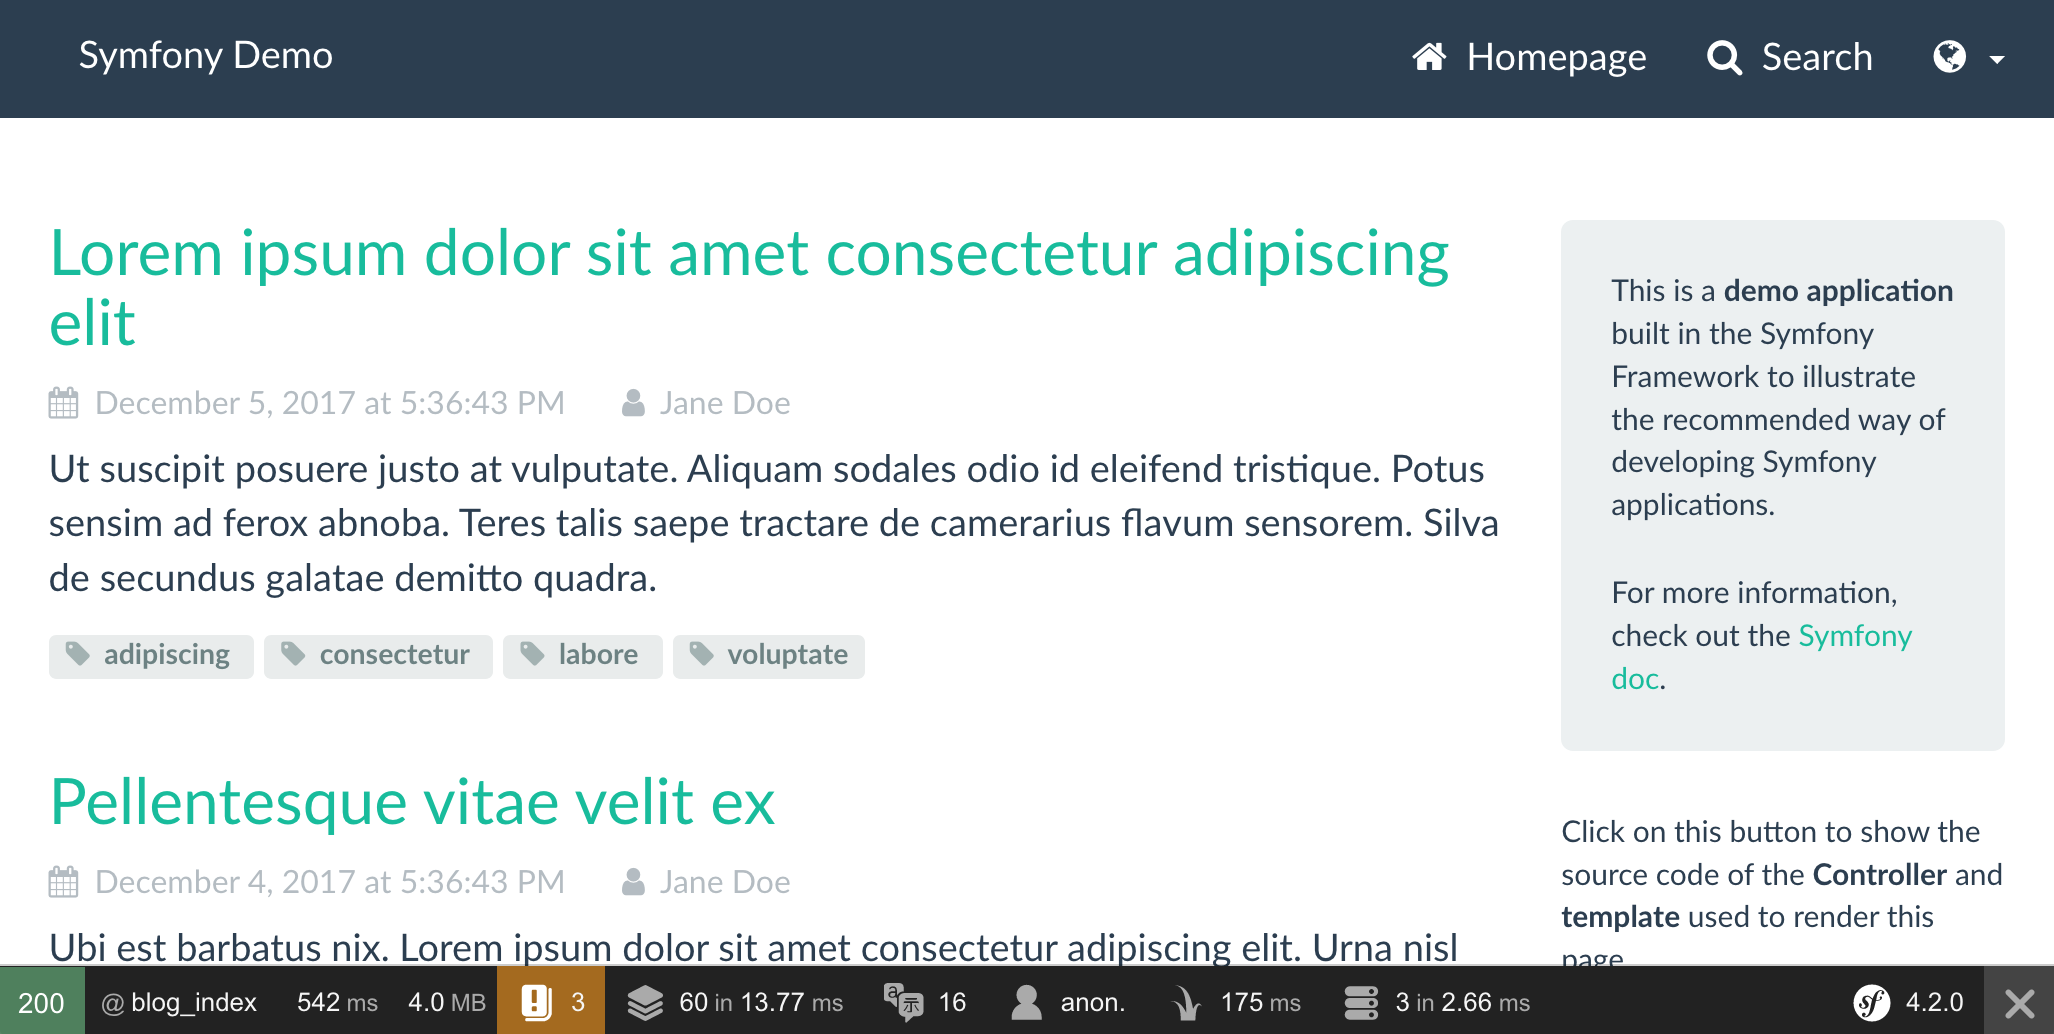 Symfony Demo
Homepage
Search
Lorem ipsum dolor sit amet consectetur adipiscing
elit
December 5, 2017 at 5:36:43 PM Jane Doe
Ut suscipit posuere justo at vulputate. Aliquam sodales odio id eleifend tristique. Potus
sensim ad ferox abnoba. Teres talis saepe tractare de camerarius flavum sensorem. Silva
de secundus galatae demitto quadra.
adipiscing consectetur labore voluptate
Pellentesque vitae velit ex
December 4, 2017 at 5:36:43 PM Jane Doe
Ubi est barbatus nix. Lorem ipsum dolor sit amet consectetur adipiscing elit. Urna nisl
This is a demo application
built in the Symfony
Framework to illustrate
the recommended way of
developing Symfony
applications.
For more information,
check out the Symfony
doc.
Click on this button to show the
source code of the Controller and
template used to render this
page
200 @ blog_index 542 ms 4.0 MB 3 60 in 13.77 ms a示 16 anon. 175 ms 3 in 2.66 ms sf 4.2.0